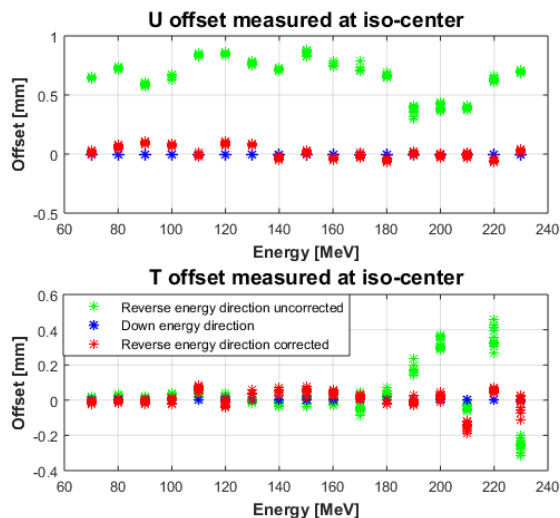 U offset measured at iso-center
1
0.5
0
-0.5
Offset [mm]
60 80 100 120 140 160 180 200 220 240
Energy [MeV]
T offset measured at iso-center
Reverse energy direction uncorrected
Down energy direction
Reverse energy direction corrected
0.6
0.4
0.2
0
-0.2
-0.4
Offset [mm]
60 80 100 120 140 160 180 200 220 240
Energy [MeV]